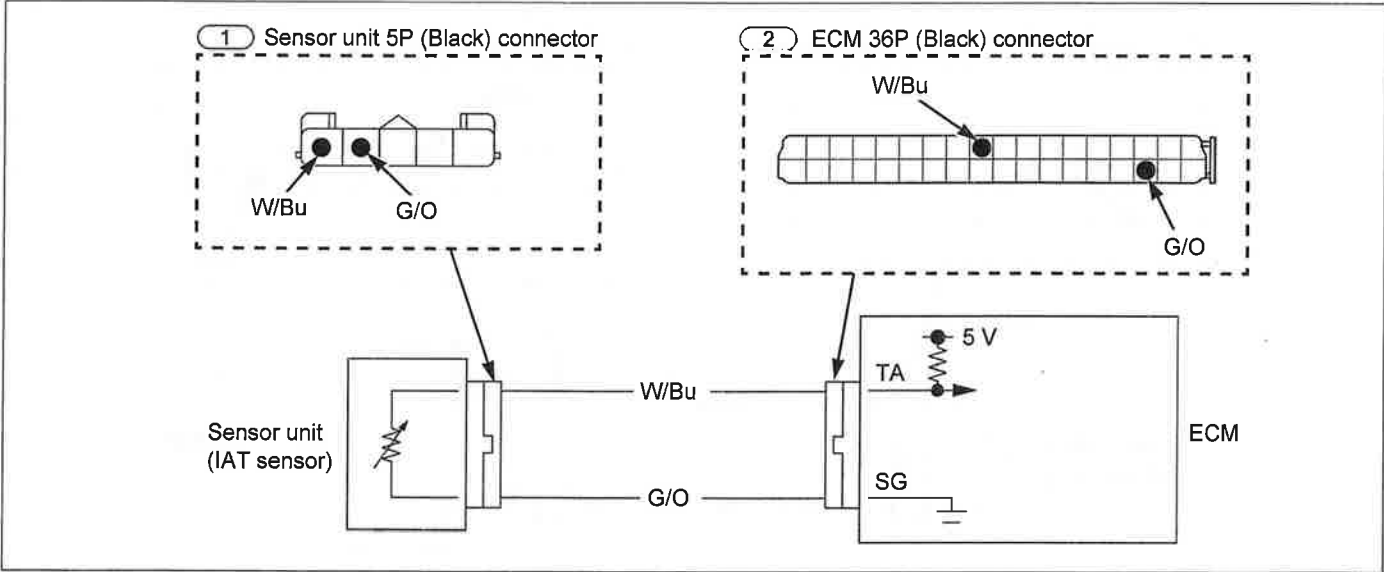 1 Sensor unit 5P (Black) connector
W/Bu
G/O
2 ECM 36P (Black) connector
W/Bu
G/O
Sensor unit
(IAT sensor)
W/Bu
G/O
5 V
TA
SG
ECM